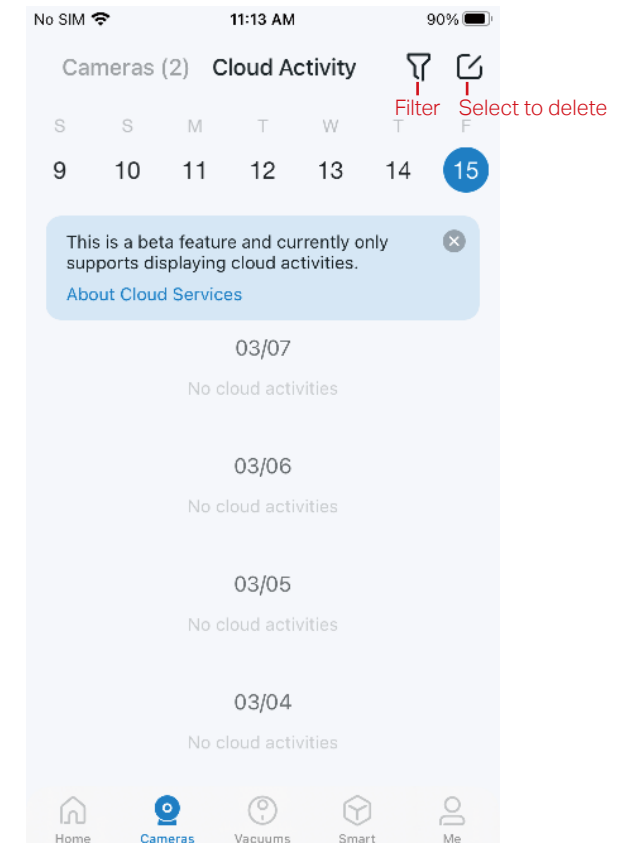 No SIM 11:13 AM 90%
Cameras (2) Cloud Activity
Filter Select to delete
S S M T W T F
9 10 11 12 13 14 15
This is a beta feature and currently only
supports displaying cloud activities.
About Cloud Services
03/07
No cloud activities
03/06
No cloud activities
03/05
No cloud activities
03/04
No cloud activities
Home Cameras Vacuums Smart Me